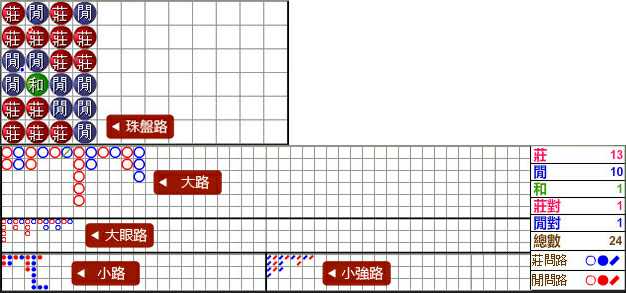 莊 閒 莊 閒
莊 莊 莊 莊
閒 閒 莊 莊
閒 和 閒 閒
莊 莊 閒 閒
莊 莊 莊 閒
珠盤路
大路
大眼路
小路
小強路
莊 13
閒 10
和 1
莊對 1
閒對 1
總數 24
莊問路
閒問路